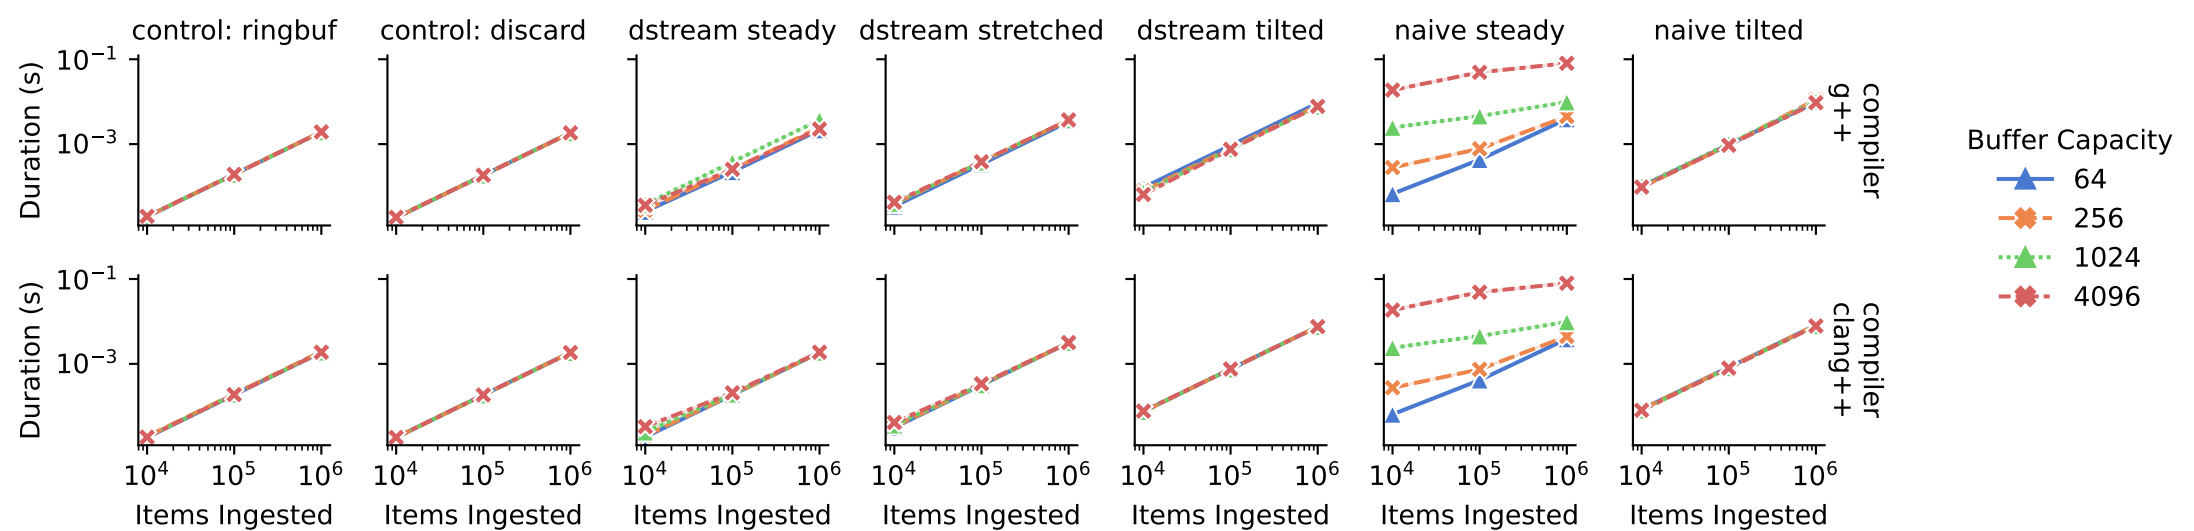 control: ringbuf
control: discard
dstream steady
dstream stretched
dstream tilted
naive steady
naive tilted
Duration (s)
10⁻¹
10⁻³
compiler
g++
Buffer Capacity
64
256
1024
4096
Duration (s)
10⁻¹
10⁻³
compiler
clang++
10⁴ 10⁵ 10⁶
10⁴ 10⁵ 10⁶
10⁴ 10⁵ 10⁶
10⁴ 10⁵ 10⁶
10⁴ 10⁵ 10⁶
10⁴ 10⁵ 10⁶
10⁴ 10⁵ 10⁶
Items Ingested
Items Ingested
Items Ingested
Items Ingested
Items Ingested
Items Ingested
Items Ingested